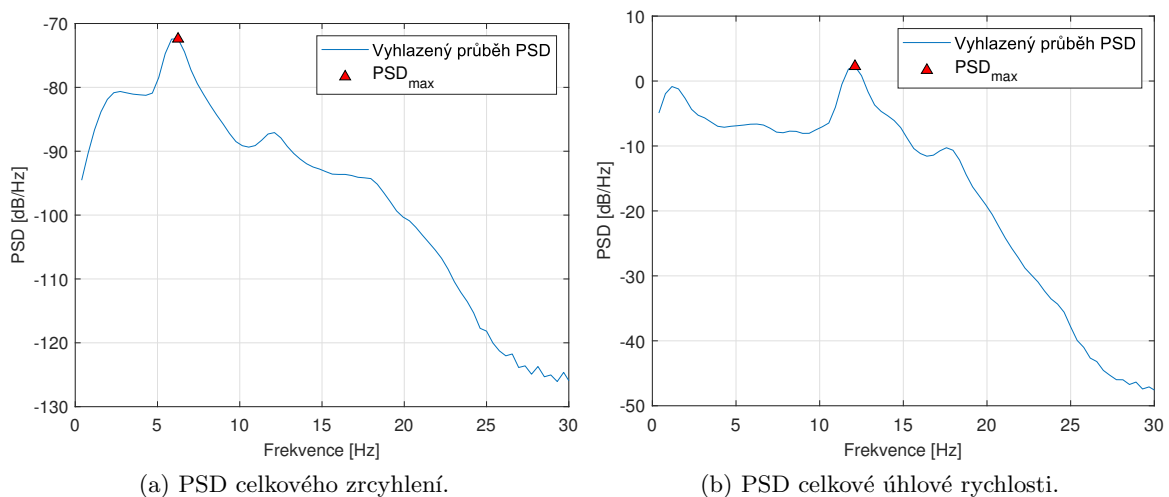 -70
-80
-90
-100
-110
-120
-130
PSD [dB/Hz]
0 5 10 15 20 25 30
Frekvence [Hz]
Vyhlazený průběh PSD
PSD_max
(a) PSD celkového zrcyhlení.
10
0
-10
-20
-30
-40
-50
PSD [dB/Hz]
0 5 10 15 20 25 30
Frekvence [Hz]
Vyhlazený průběh PSD
PSD_max
(b) PSD celkové úhlové rychlosti.